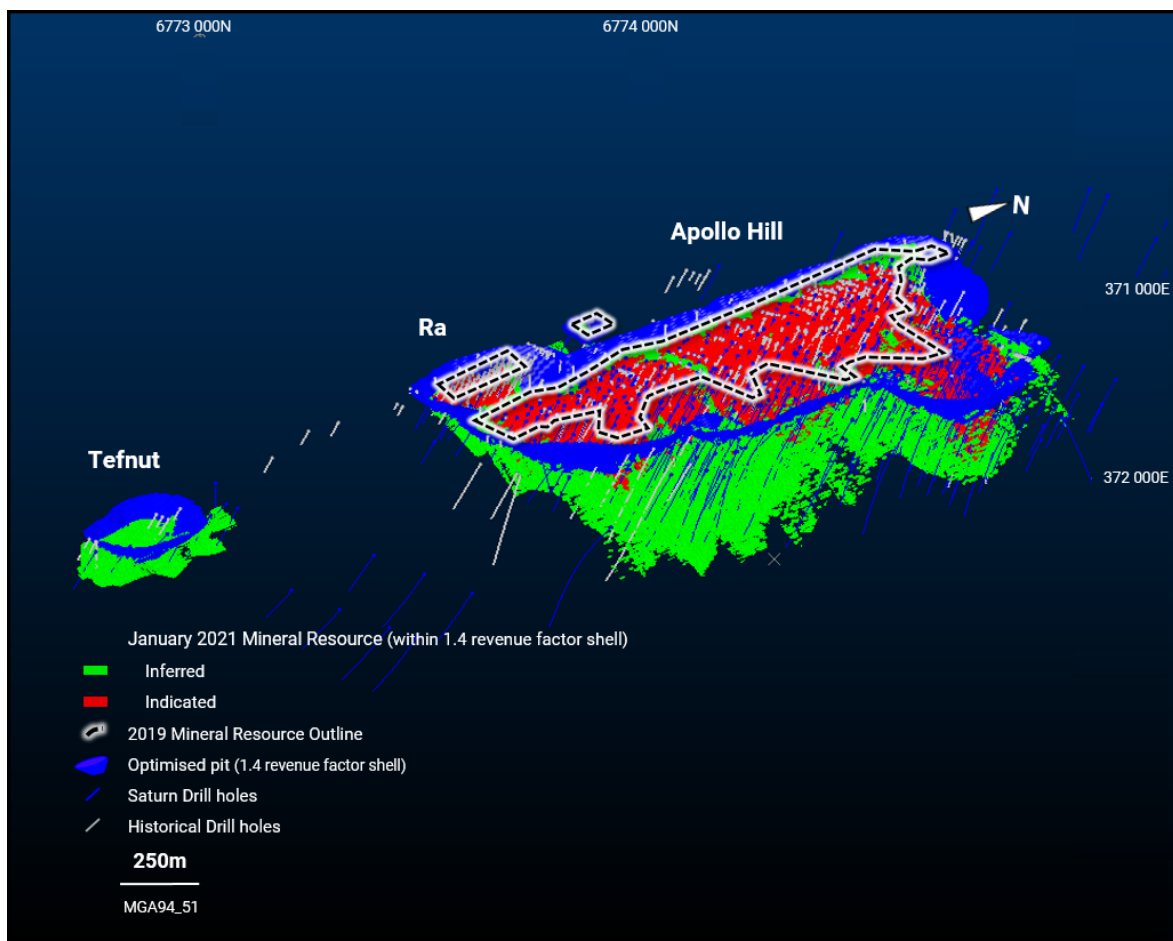 6773 000N
6774 000N
N
Apollo Hill
371 000E
Ra
Tefnut
372 000E
January 2021 Mineral Resource (within 1.4 revenue factor shell)
Inferred
Indicated
2019 Mineral Resource Outline
Optimised pit (1.4 revenue factor shell)
Saturn Drill holes
Historical Drill holes
250m
MGA94_51